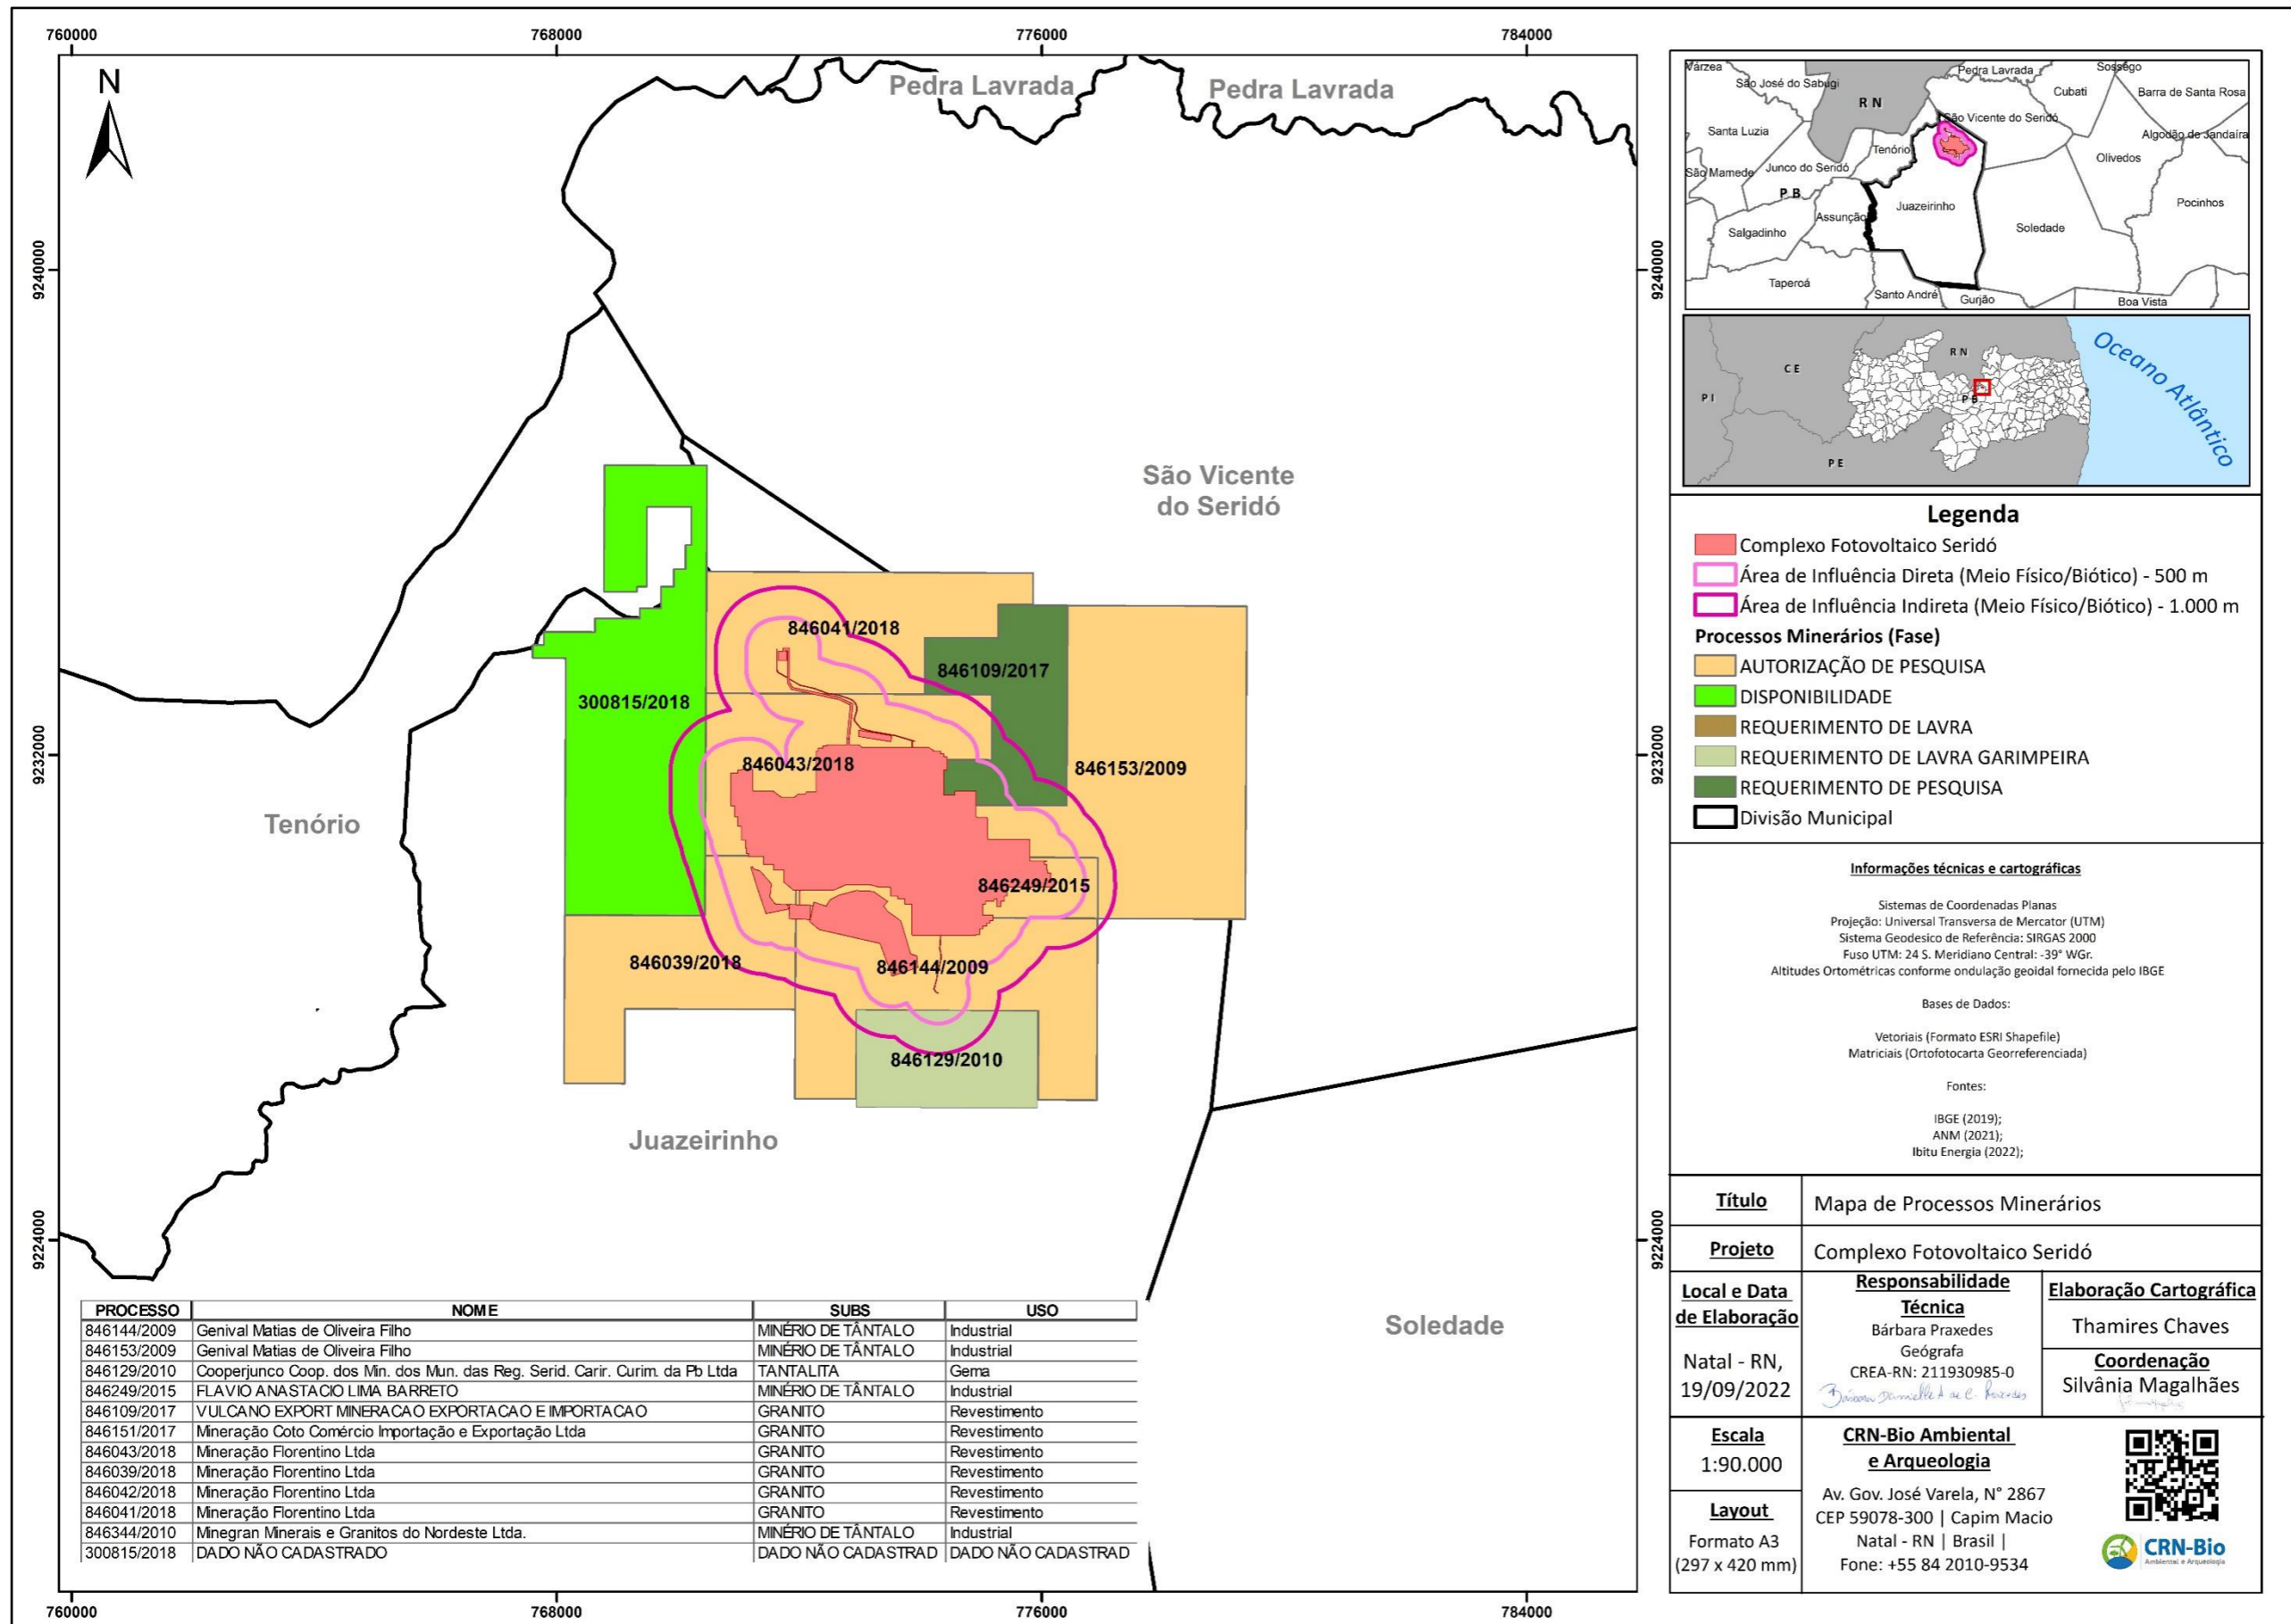 760000
768000
776000
784000
N
Pedra Lavrada
Pedra Lavrada
9240000
9240000
São Vicente
do Seridó
846041/2018
846109/2017
300815/2018
846043/2018
846153/2009
9232000
9232000
Tenório
846249/2015
846039/2018
846144/2009
846129/2010
Juazeirinho
9224000
9224000
Soledade
PROCESSO NOME SUBS USO
846144/2009 Genival Matias de Oliveira Filho MINÉRIO DE TÂNTALO Industrial
846153/2009 Genival Matias de Oliveira Filho MINÉRIO DE TÂNTALO Industrial
846129/2010 Cooperjunco Coop. dos Min. dos Mun. das Reg. Serid. Carir. Curim. da Pb Ltda TANTALITA Gema
846249/2015 FLAVIO ANASTACIO LIMA BARRETO MINÉRIO DE TÂNTALO Industrial
846109/2017 VULCANO EXPORT MINERACAO EXPORTACAO E IMPORTACAO GRANITO Revestimento
846151/2017 Mineração Coto Comércio Importação e Exportação Ltda GRANITO Revestimento
846043/2018 Mineração Florentino Ltda GRANITO Revestimento
846039/2018 Mineração Florentino Ltda GRANITO Revestimento
846042/2018 Mineração Florentino Ltda GRANITO Revestimento
846041/2018 Mineração Florentino Ltda GRANITO Revestimento
846344/2010 Minegran Minerais e Granitos do Nordeste Ltda. MINÉRIO DE TÂNTALO Industrial
300815/2018 DADO NÃO CADASTRADO DADO NÃO CADASTRAD DADO NÃO CADASTRAD
760000
768000
776000
784000
Várzea
São José do Sabugi
R N
Pedra Lavrada
Sossêgo
Cubati
Barra de Santa Rosa
Santa Luzia
São Vicente do Seridó
Algodão de Jandaíra
Tenório
Olivedos
São Mamede
Junco do Seridó
P B
Assunção
Juazeirinho
Pocinhos
Salgadinho
Soledade
Taperoá
Santo André
Gurjão
Boa Vista
R N
C E
P I
P B
P E
Oceano Atlântico
Legenda
Complexo Fotovoltaico Seridó
Área de Influência Direta (Meio Físico/Biótico) - 500 m
Área de Influência Indireta (Meio Físico/Biótico) - 1.000 m
Processos Minerários (Fase)
AUTORIZAÇÃO DE PESQUISA
DISPONIBILIDADE
REQUERIMENTO DE LAVRA
REQUERIMENTO DE LAVRA GARIMPEIRA
REQUERIMENTO DE PESQUISA
Divisão Municipal
Informações técnicas e cartográficas
Sistemas de Coordenadas Planas
Projeção: Universal Transversa de Mercator (UTM)
Sistema Geodesico de Referência: SIRGAS 2000
Fuso UTM: 24 S. Meridiano Central: -39° WGr.
Altitudes Ortométricas conforme ondulação geoidal fornecida pelo IBGE
Bases de Dados:
Vetoriais (Formato ESRI Shapefile)
Matriciais (Ortofotocarta Georreferenciada)
Fontes:
IBGE (2019);
ANM (2021);
Ibitu Energia (2022);
Título
Mapa de Processos Minerários
Projeto
Complexo Fotovoltaico Seridó
Local e Data
de Elaboração
Natal - RN,
19/09/2022
Responsabilidade
Técnica
Bárbara Praxedes
Geógrafa
CREA-RN: 211930985-0
Elaboração Cartográfica
Thamires Chaves
Coordenação
Silvânia Magalhães
Escala
1:90.000
Layout
Formato A3
(297 x 420 mm)
CRN-Bio Ambiental
e Arqueologia
Av. Gov. José Varela, N° 2867
CEP 59078-300 | Capim Macio
Natal - RN | Brasil |
Fone: +55 84 2010-9534
CRN-Bio
Ambiental e Arqueologia